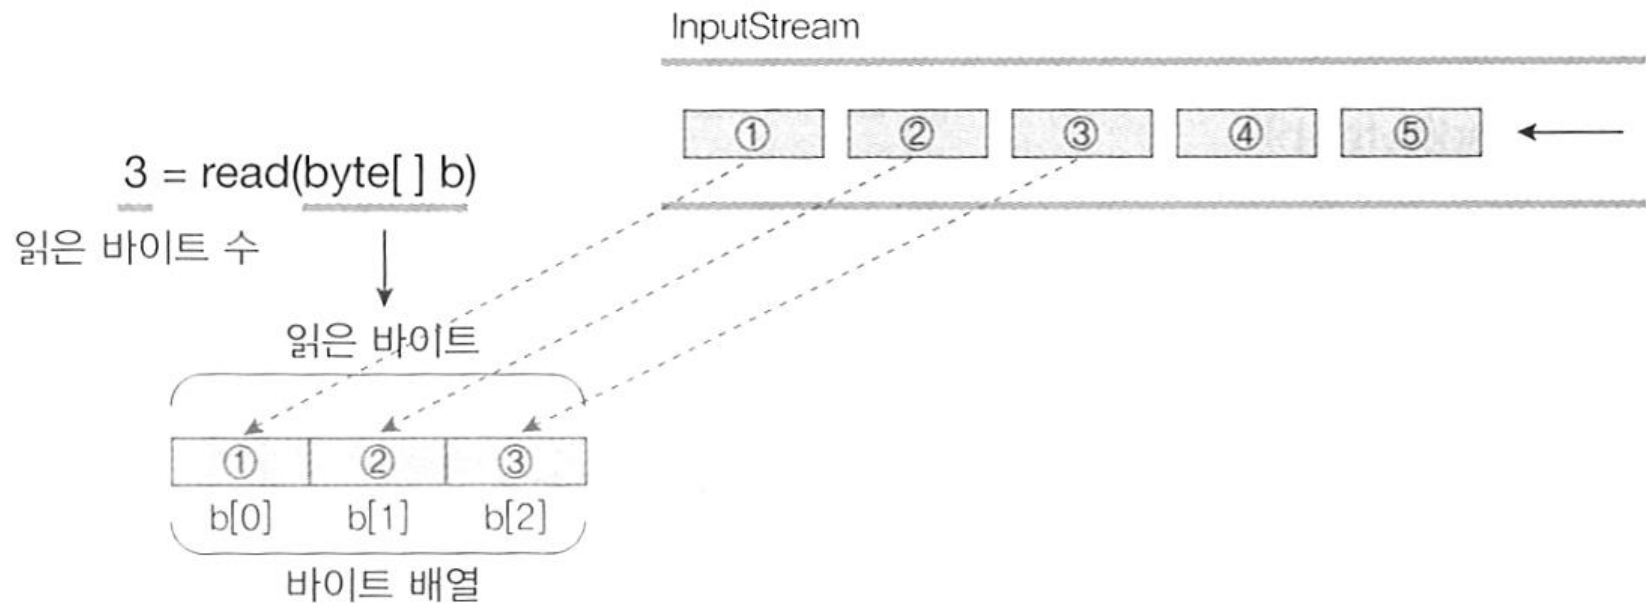 InputStream
① ② ③ ④ ⑤
3 = read(byte[ ] b)
읽은 바이트 수
읽은 바이트
① ② ③
b[0] b[1] b[2]
바이트 배열